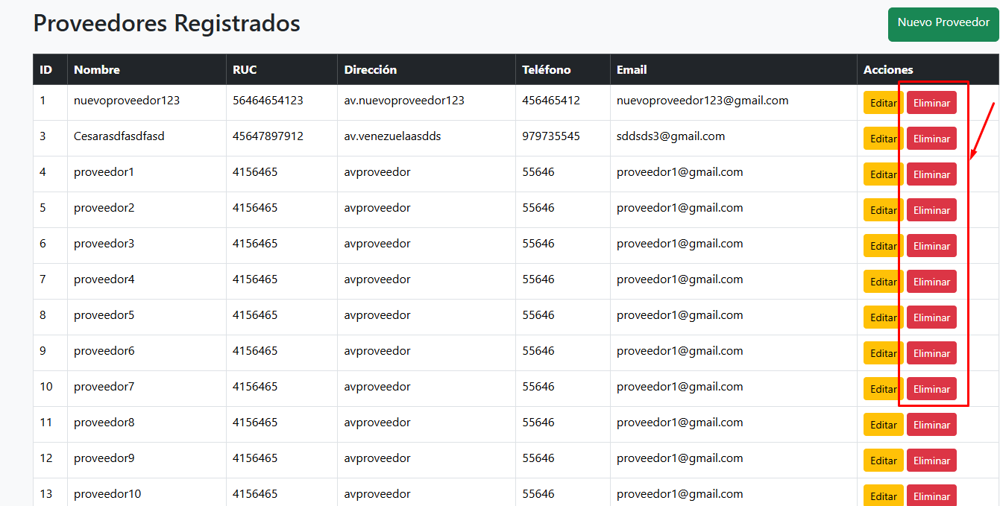 Proveedores Registrados
Nuevo Proveedor
ID Nombre RUC Dirección Teléfono Email Acciones
1 nuevoproveedor123 56464654123 av.nuevoproveedor123 456465412 nuevoproveedor123@gmail.com Editar Eliminar
3 Cesarasdfasdfasd 45647897912 av.venezuelaasdds 979735545 sddsds3@gmail.com Editar Eliminar
4 proveedor1 4156465 avproveedor 55646 proveedor1@gmail.com Editar Eliminar
5 proveedor2 4156465 avproveedor 55646 proveedor1@gmail.com Editar Eliminar
6 proveedor3 4156465 avproveedor 55646 proveedor1@gmail.com Editar Eliminar
7 proveedor4 4156465 avproveedor 55646 proveedor1@gmail.com Editar Eliminar
8 proveedor5 4156465 avproveedor 55646 proveedor1@gmail.com Editar Eliminar
9 proveedor6 4156465 avproveedor 55646 proveedor1@gmail.com Editar Eliminar
10 proveedor7 4156465 avproveedor 55646 proveedor1@gmail.com Editar Eliminar
11 proveedor8 4156465 avproveedor 55646 proveedor1@gmail.com Editar Eliminar
12 proveedor9 4156465 avproveedor 55646 proveedor1@gmail.com Editar Eliminar
13 proveedor10 4156465 avproveedor 55646 proveedor1@gmail.com Editar Eliminar